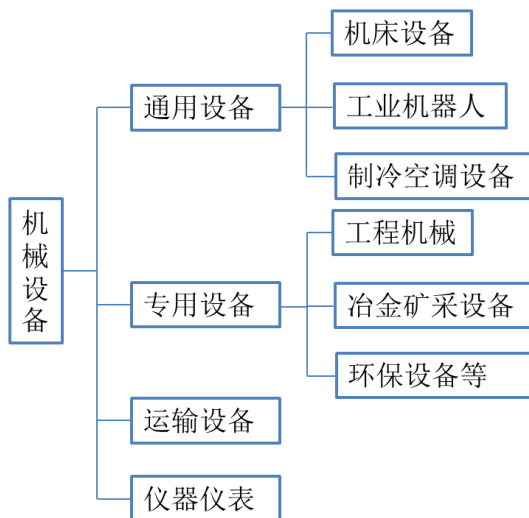 机械设备
通用设备
机床设备
工业机器人
制冷空调设备
专用设备
工程机械
冶金矿采设备
环保设备等
运输设备
仪器仪表